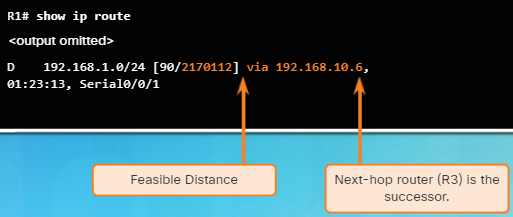 R1# show ip route
<output omitted>
D 192.168.1.0/24 [90/2170112] via 192.168.10.6,
01:23:13, Serial0/0/1
Feasible Distance
Next-hop router (R3) is the
successor.